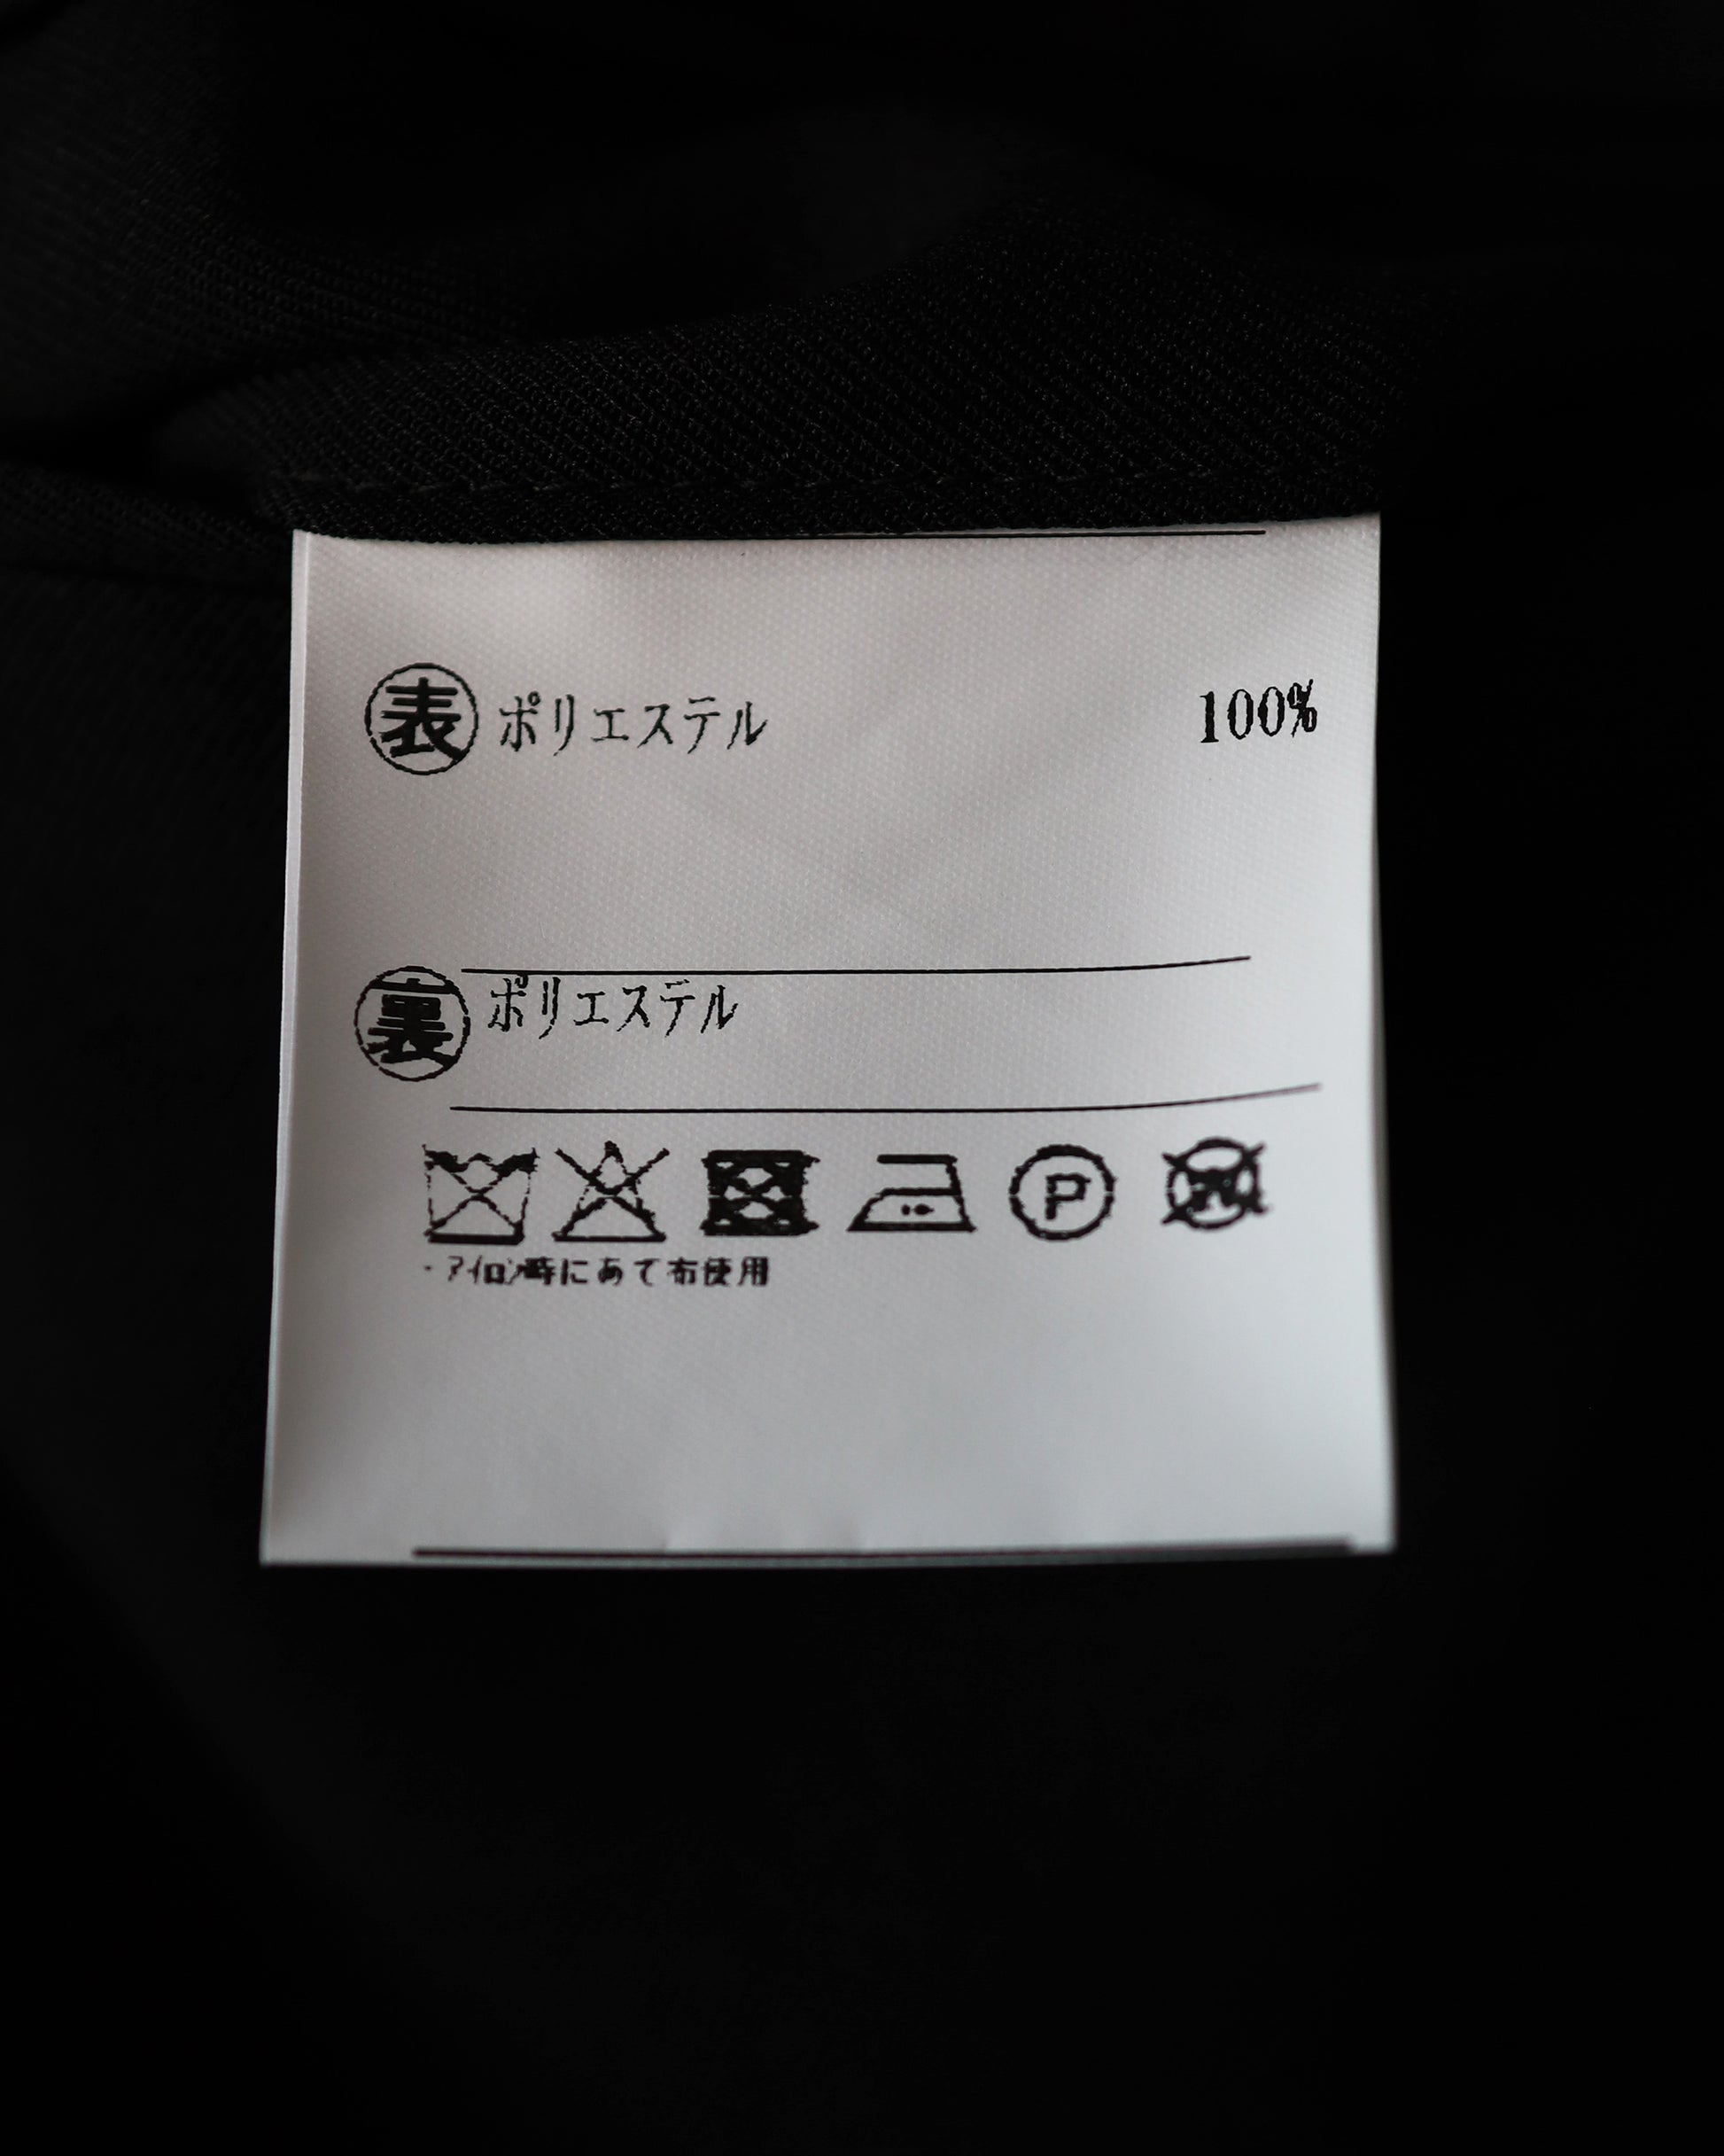 表 ポリエステル 100%
裏 ポリエステル
P
・アイロン時にあて布使用